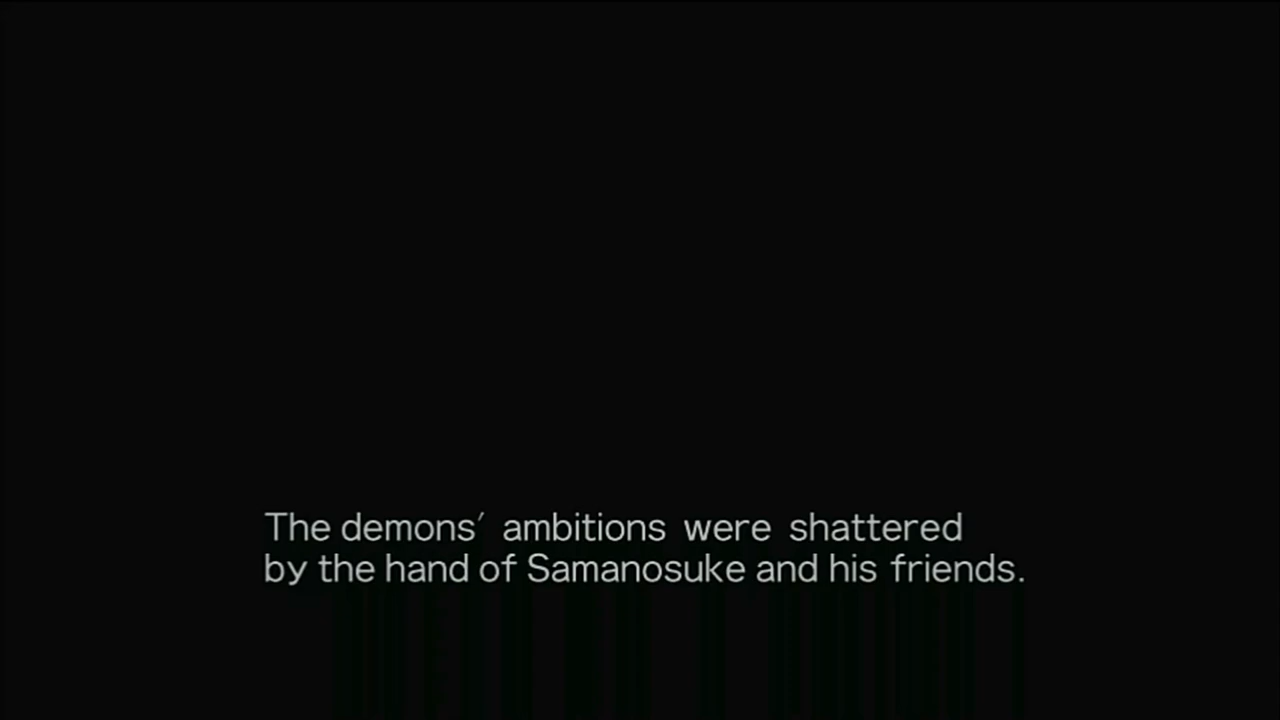 The demons' ambitions were shattered
by the hand of Samanosuke and his friends.